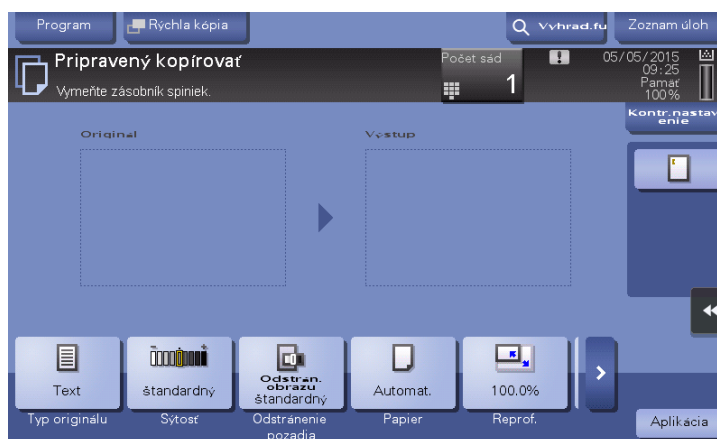 Program
Rýchla kópia
Vyhrad.fu
Zoznam úloh
Pripravený kopírovať
Vymeňte zásobník spiniek.
Počet sád
1
05/05/2015
09:25
Pamäť
100%
Kontr.nastav
enie
Originál
Výstup
Text
štandardný
Odstrán.
obrazu
štandardný
Automat.
100.0%
Typ originálu
Sýtosť
Odstránenie
pozadia
Papier
Reprof.
Aplikácia